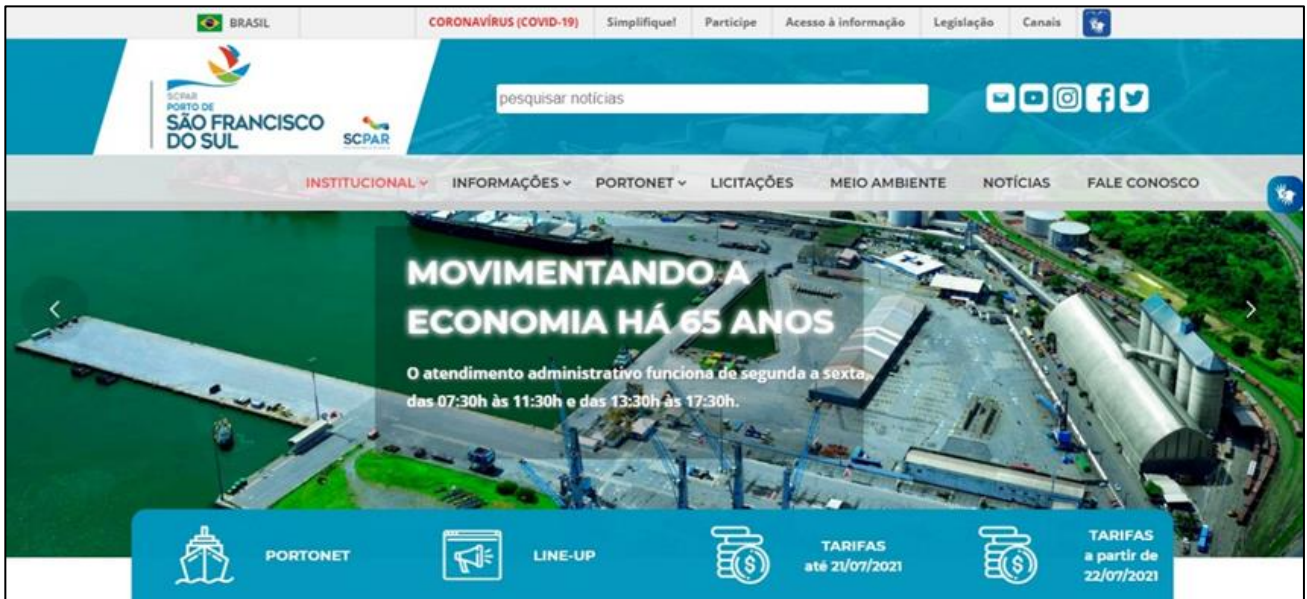 BRASIL
CORONAVÍRUS (COVID-19)
Simplifique!
Participe
Acesso à informação
Legislação
Canais
SCPAR
PORTO DE
SÃO FRANCISCO
DO SUL
SCPAR
pesquisar notícias
INSTITUCIONAL
INFORMAÇÕES
PORTONET
LICITAÇÕES
MEIO AMBIENTE
NOTÍCIAS
FALE CONOSCO
MOVIMENTANDO A
ECONOMIA HÁ 65 ANOS
O atendimento administrativo funciona de segunda a sexta,
das 07:30h às 11:30h e das 13:30h às 17:30h.
PORTONET
LINE-UP
TARIFAS
até 21/07/2021
TARIFAS
a partir de
22/07/2021